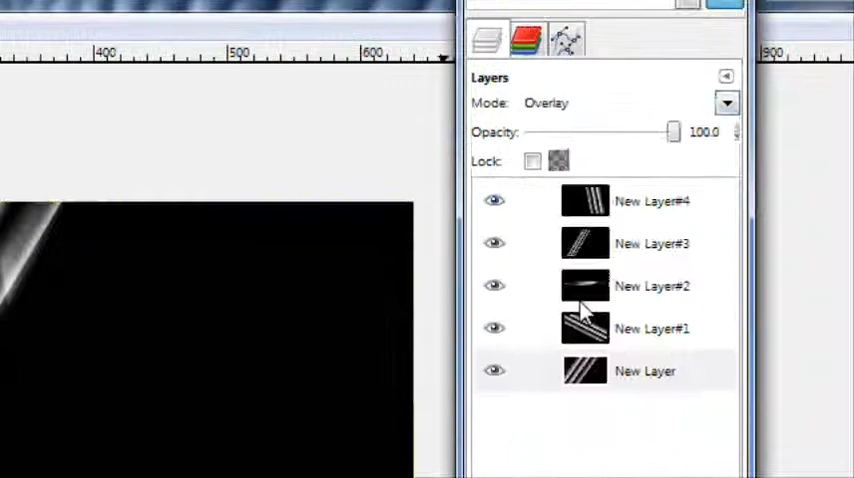 400 500 600 900
Layers
Mode: Overlay
Opacity: 100.0
Lock:
New Layer#4
New Layer#3
New Layer#2
New Layer#1
New Layer